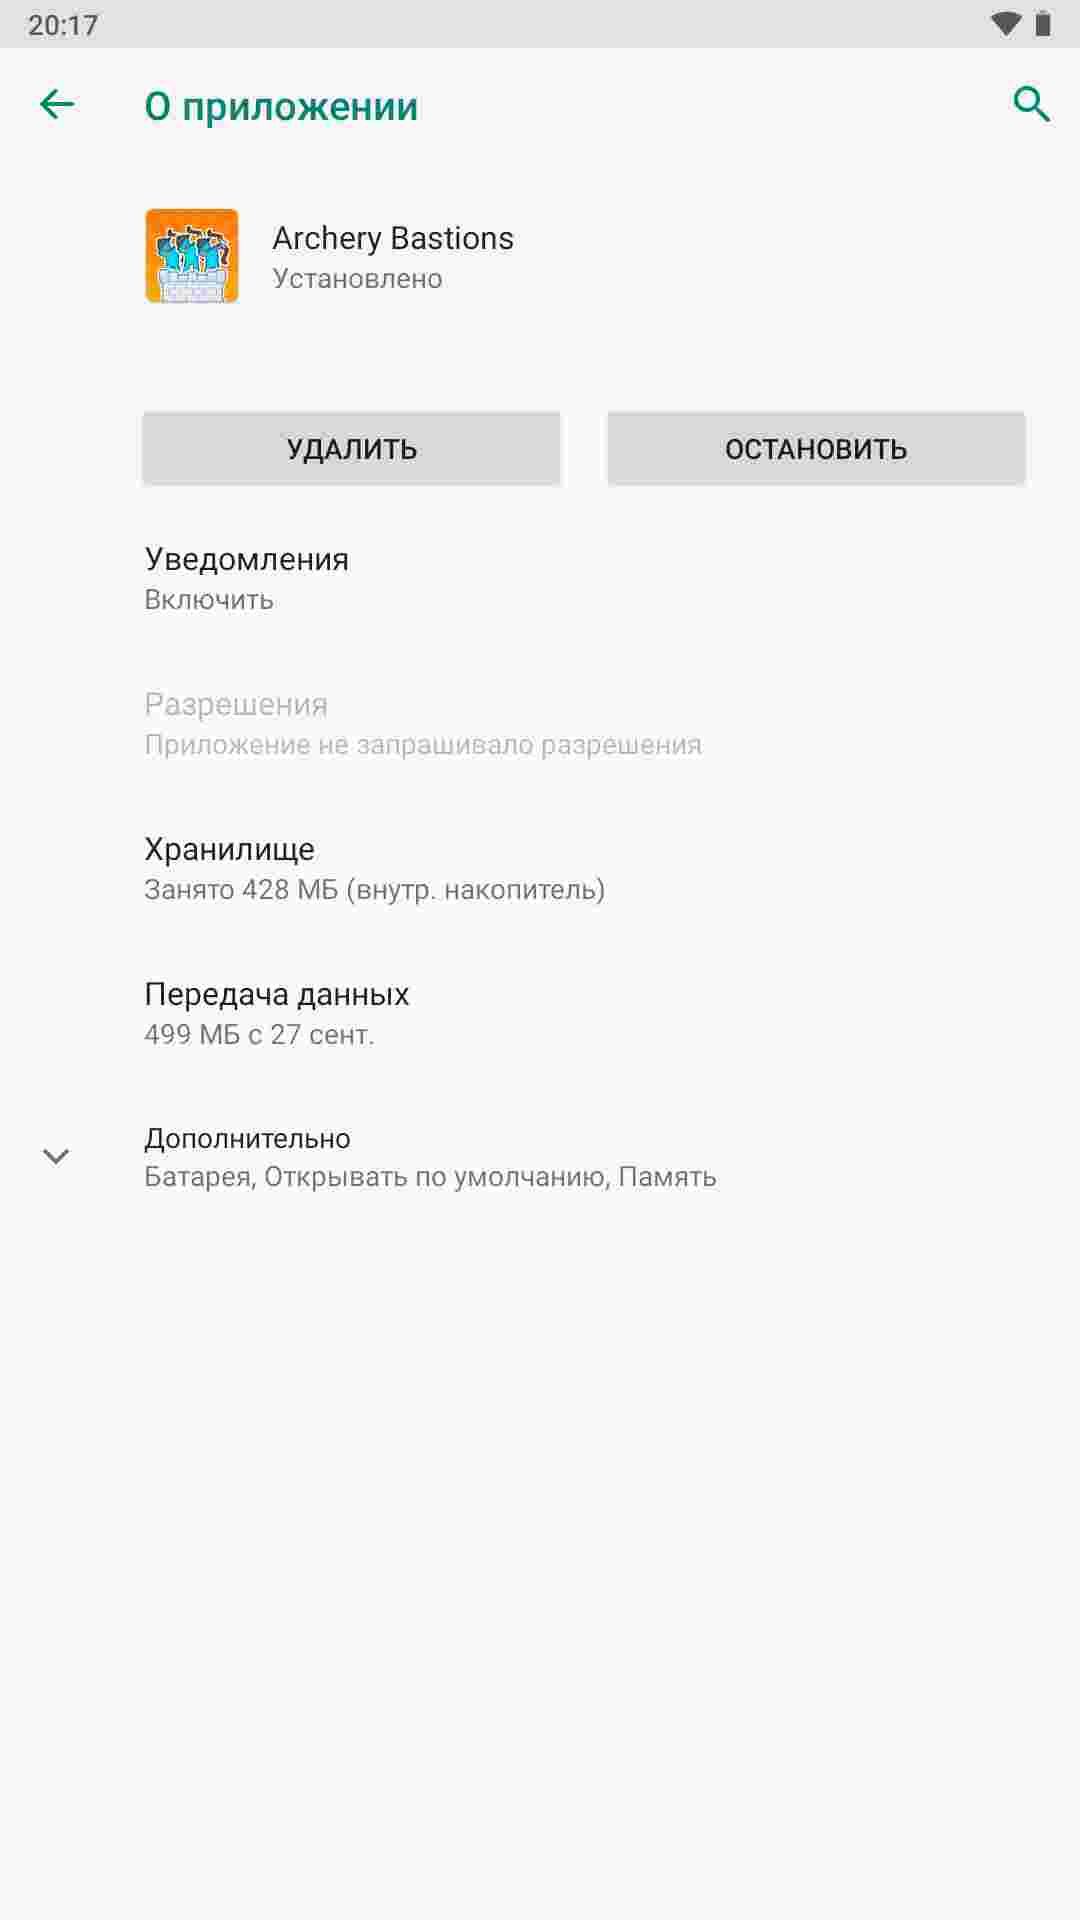 20:17
О приложении
Archery Bastions
Установлено
УДАЛИТЬ
ОСТАНОВИТЬ
Уведомления
Включить
Разрешения
Приложение не запрашивало разрешения
Хранилище
Занято 428 МБ (внутр. накопитель)
Передача данных
499 МБ с 27 сент.
Дополнительно
Батарея, Открывать по умолчанию, Память